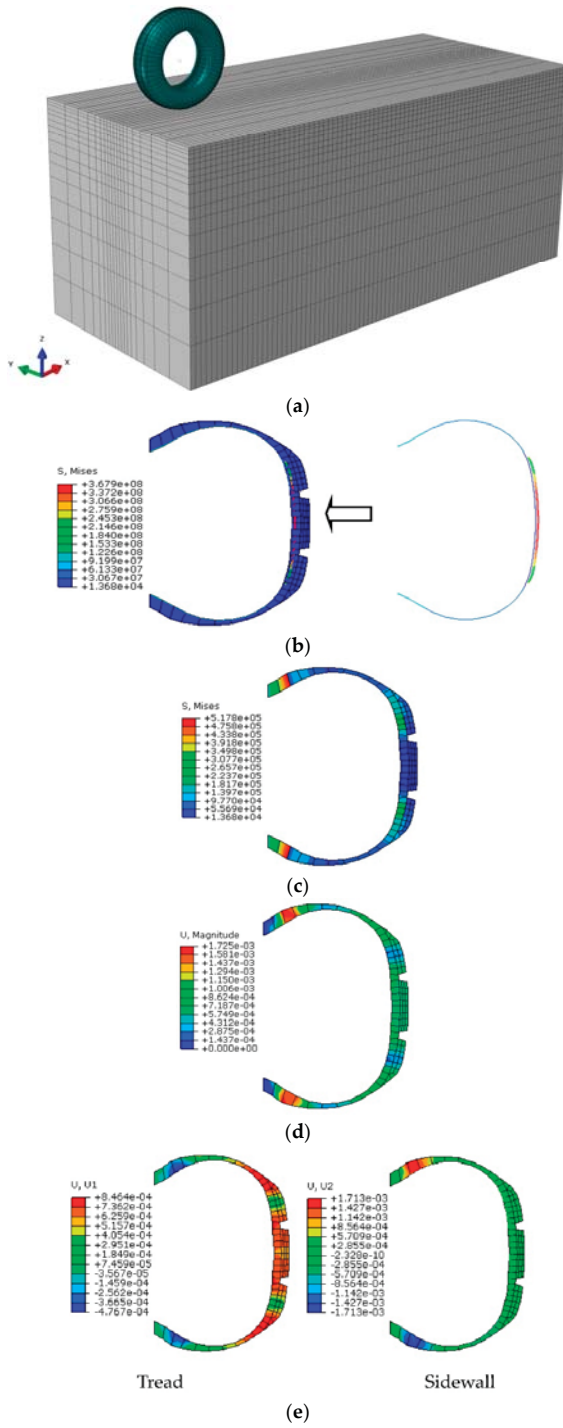 Z
Y
X
(a)
S, Mises
+3.679e+08
+3.372e+08
+3.066e+08
+2.759e+08
+2.453e+08
+2.146e+08
+1.840e+08
+1.533e+08
+1.226e+08
+9.199e+07
+6.133e+07
+3.067e+07
+1.368e+04
(b)
S, Mises
+5.178e+05
+4.758e+05
+4.338e+05
+3.918e+05
+3.498e+05
+3.077e+05
+2.657e+05
+2.237e+05
+1.817e+05
+1.397e+05
+9.770e+04
+5.569e+04
+1.368e+04
(c)
U, Magnitude
+1.725e-03
+1.581e-03
+1.437e-03
+1.294e-03
+1.150e-03
+1.006e-03
+8.624e-04
+7.187e-04
+5.749e-04
+4.312e-04
+2.875e-04
+1.437e-04
+0.000e+00
(d)
U, U1
+8.464e-04
+7.362e-04
+6.259e-04
+5.157e-04
+4.054e-04
+2.951e-04
+1.849e-04
+7.459e-05
-3.567e-05
-1.459e-04
-2.562e-04
-3.665e-04
-4.767e-04
U, U2
+1.713e-03
+1.427e-03
+1.142e-03
+8.564e-04
+5.709e-04
+2.855e-04
-2.328e-10
-2.855e-04
-5.709e-04
-8.564e-04
-1.142e-03
-1.427e-03
-1.713e-03
Tread
Sidewall
(e)